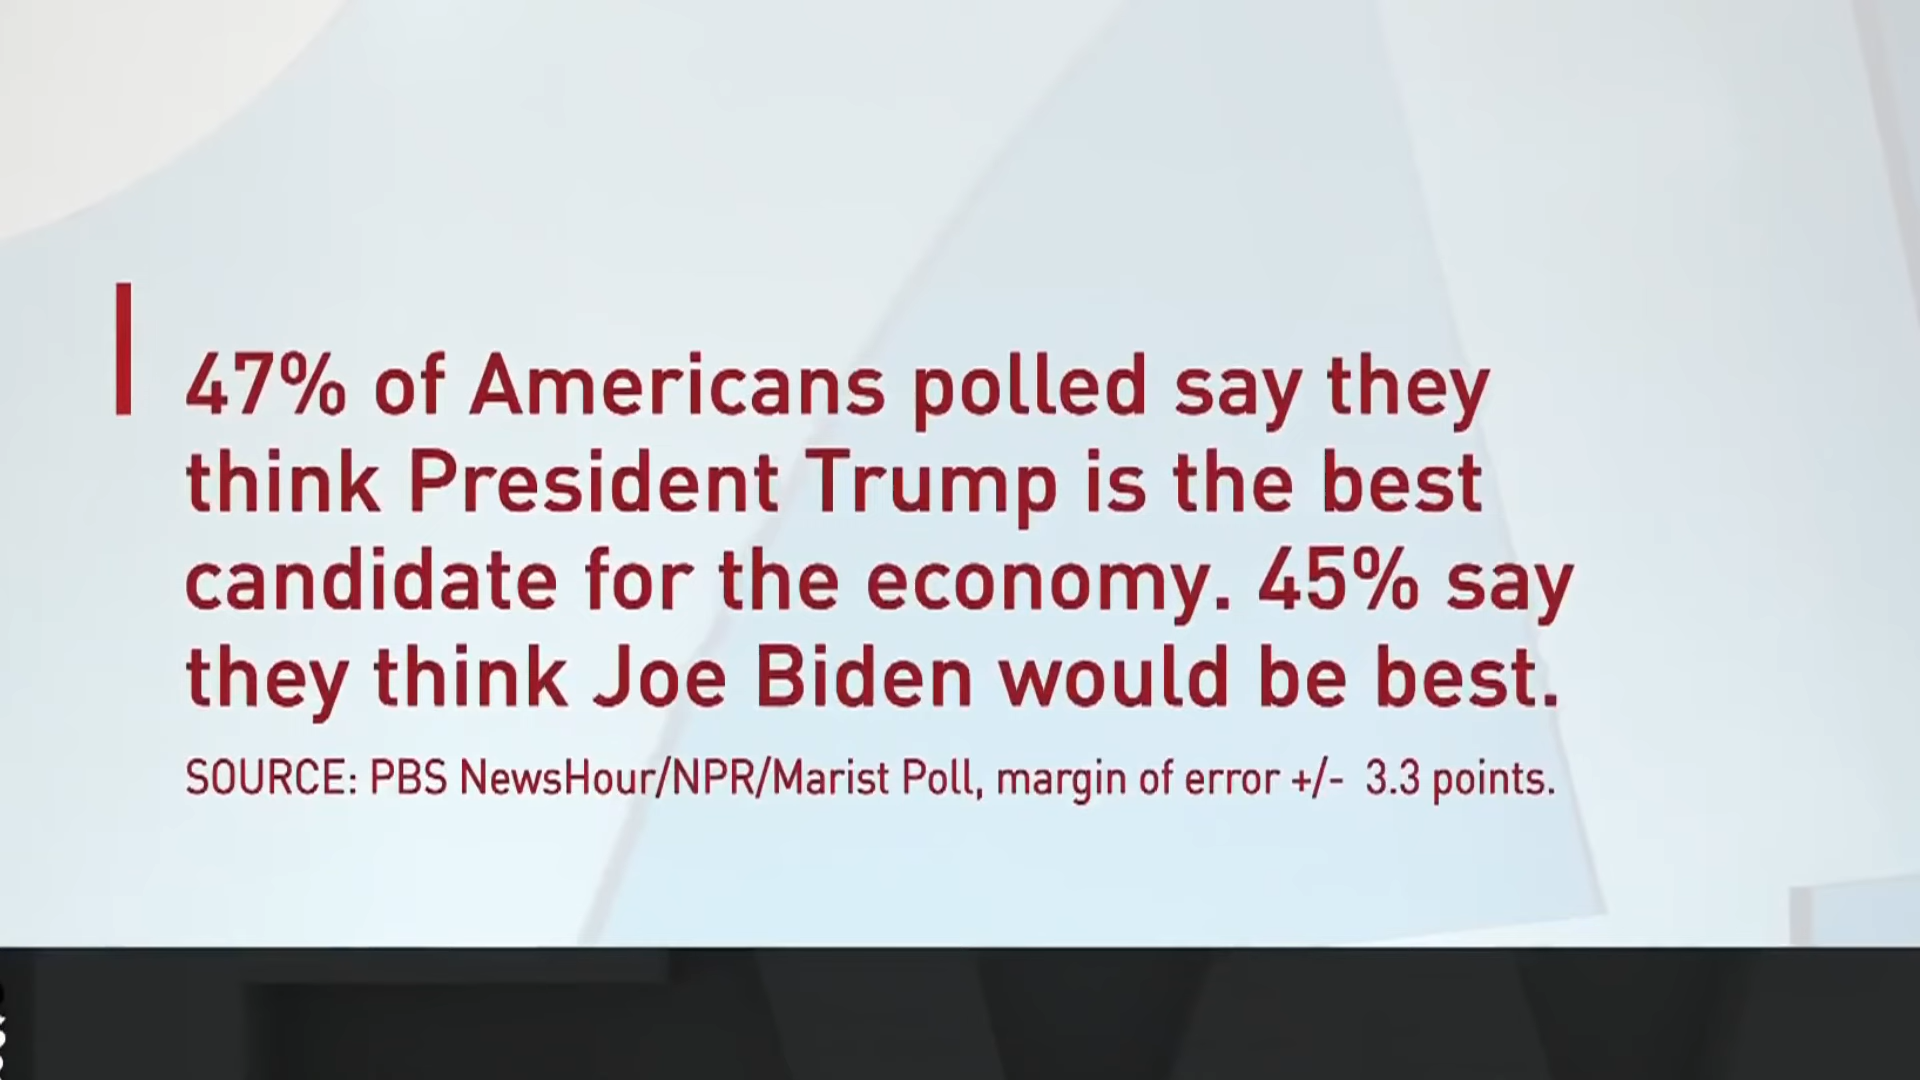 47% of Americans polled say they
think President Trump is the best
candidate for the economy. 45% say
they think Joe Biden would be best.
SOURCE: PBS NewsHour/NPR/Marist Poll, margin of error +/- 3.3 points.